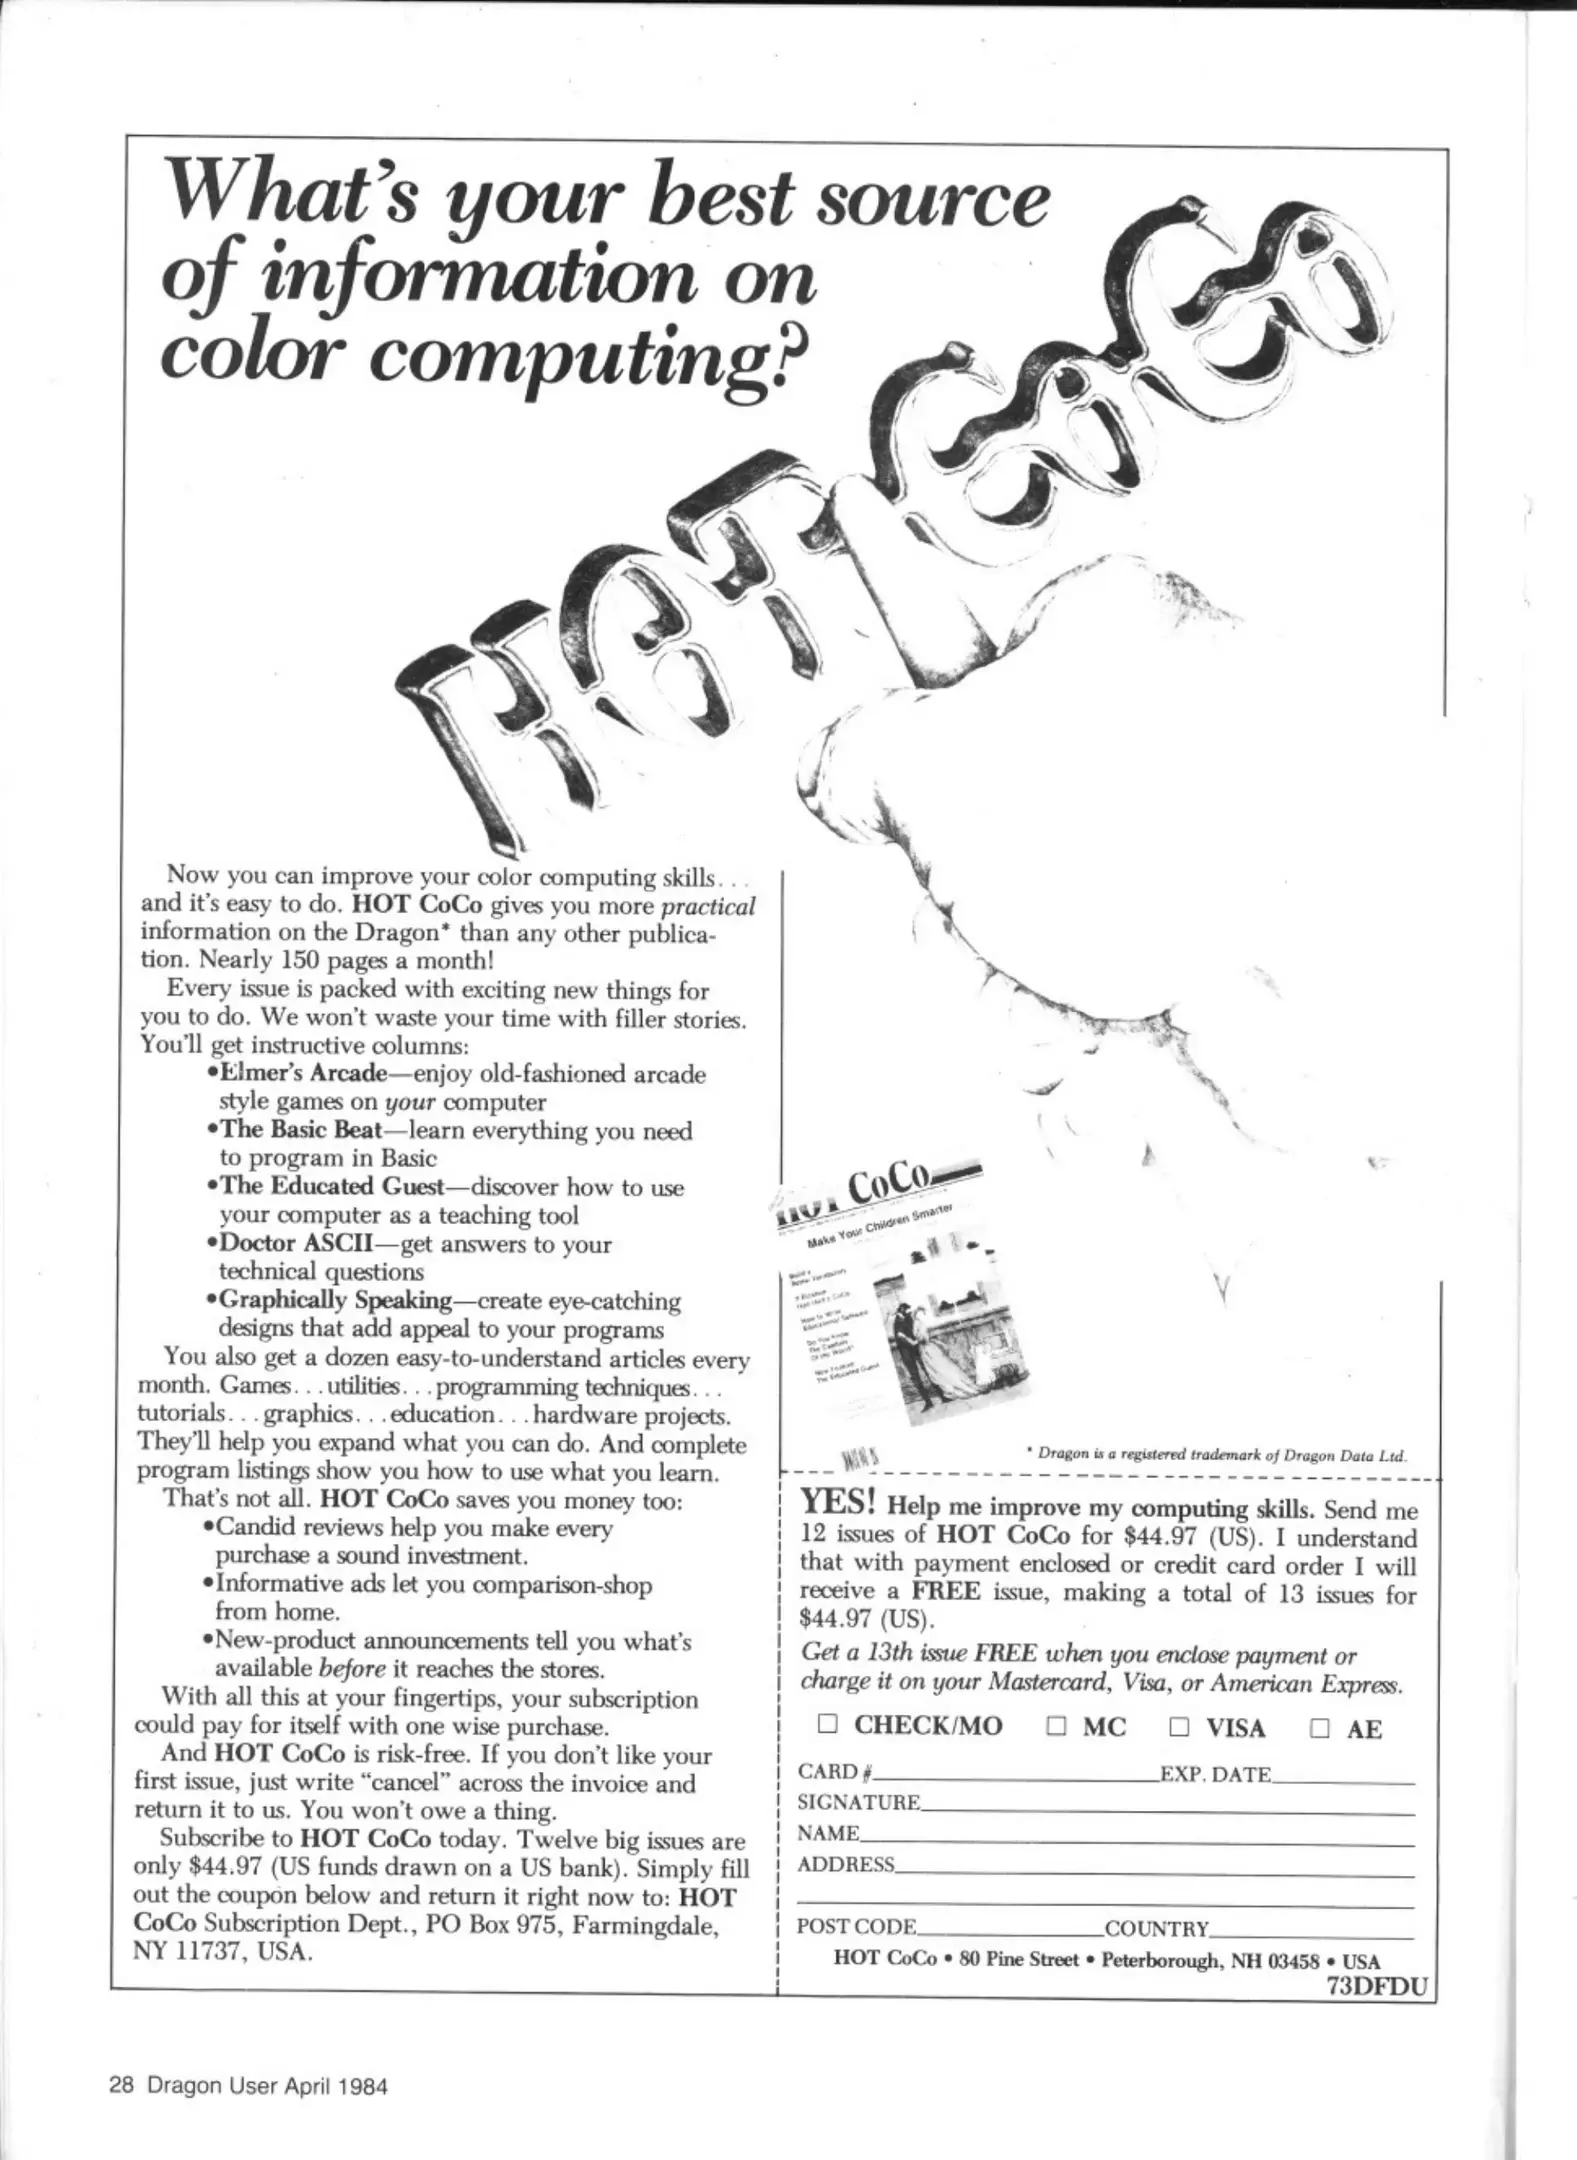 What's your best source
of information on
color computing?
HOT CoCo
Now you can improve your color computing skills. . .
and it's easy to do. HOT CoCo gives you more practical
information on the Dragon* than any other publica-
tion. Nearly 150 pages a month!
Every issue is packed with exciting new things for
you to do. We won't waste your time with filler stories.
You'll get instructive columns:
•Elmer's Arcade—enjoy old-fashioned arcade
style games on your computer
•The Basic Beat—learn everything you need
to program in Basic
•The Educated Guest—discover how to use
your computer as a teaching tool
•Doctor ASCII—get answers to your
technical questions
•Graphically Speaking—create eye-catching
designs that add appeal to your programs
You also get a dozen easy-to-understand articles every
month. Games. . .utilities. . .programming techniques. . .
tutorials. . .graphics. . .education. . .hardware projects.
They'll help you expand what you can do. And complete
program listings show you how to use what you learn.
That's not all. HOT CoCo saves you money too:
•Candid reviews help you make every
purchase a sound investment.
•Informative ads let you comparison-shop
from home.
•New-product announcements tell you what's
available before it reaches the stores.
With all this at your fingertips, your subscription
could pay for itself with one wise purchase.
And HOT CoCo is risk-free. If you don't like your
first issue, just write “cancel” across the invoice and
return it to us. You won't owe a thing.
Subscribe to HOT CoCo today. Twelve big issues are
only $44.97 (US funds drawn on a US bank). Simply fill
out the coupon below and return it right now to: HOT
CoCo Subscription Dept., PO Box 975, Farmingdale,
NY 11737, USA.
HOT CoCo
Make Your Children Smarter
* Dragon is a registered trademark of Dragon Data Ltd.
YES! Help me improve my computing skills. Send me
12 issues of HOT CoCo for $44.97 (US). I understand
that with payment enclosed or credit card order I will
receive a FREE issue, making a total of 13 issues for
$44.97 (US).
Get a 13th issue FREE when you enclose payment or
charge it on your Mastercard, Visa, or American Express.
☐ CHECK/MO ☐ MC ☐ VISA ☐ AE
CARD # EXP. DATE
SIGNATURE
NAME
ADDRESS
POST CODE COUNTRY
HOT CoCo • 80 Pine Street • Peterborough, NH 03458 • USA
73DFDU
28 Dragon User April 1984